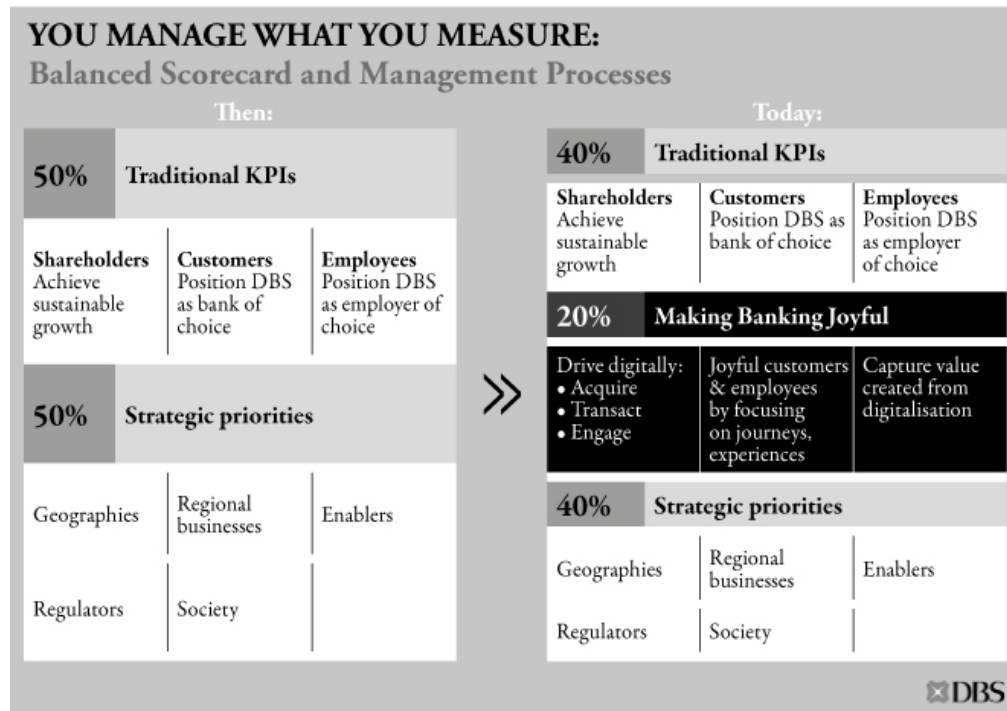 YOU MANAGE WHAT YOU MEASURE:
Balanced Scorecard and Management Processes
Then:
50%
Traditional KPIs
Shareholders
Achieve
sustainable
growth
Customers
Position DBS
as bank of
choice
Employees
Position DBS
as employer of
choice
50%
Strategic priorities
Geographies
Regional
businesses
Enablers
Regulators
Society
Today:
40%
Traditional KPIs
Shareholders
Achieve
sustainable
growth
Customers
Position DBS as
bank of choice
Employees
Position DBS
as employer
of choice
20%
Making Banking Joyful
Drive digitally:
• Acquire
• Transact
• Engage
Joyful customers
& employees
by focusing
on journeys,
experiences
Capture value
created from
digitalisation
40%
Strategic priorities
Geographies
Regional
businesses
Enablers
Regulators
Society
DBS